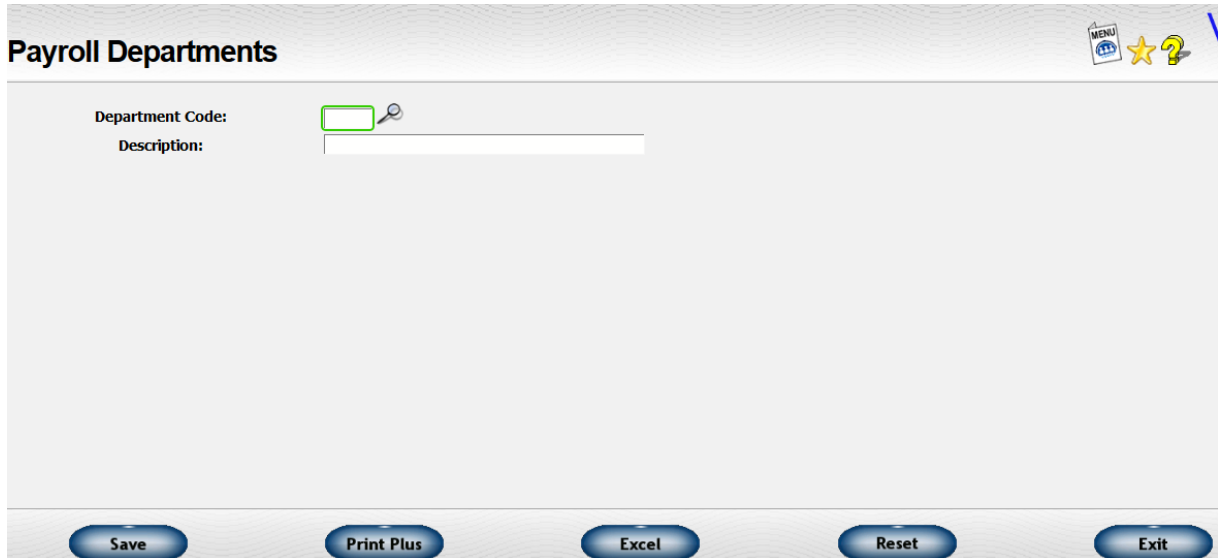 MENU
Payroll Departments
Department Code:
Description:
Save Print Plus Excel Reset Exit